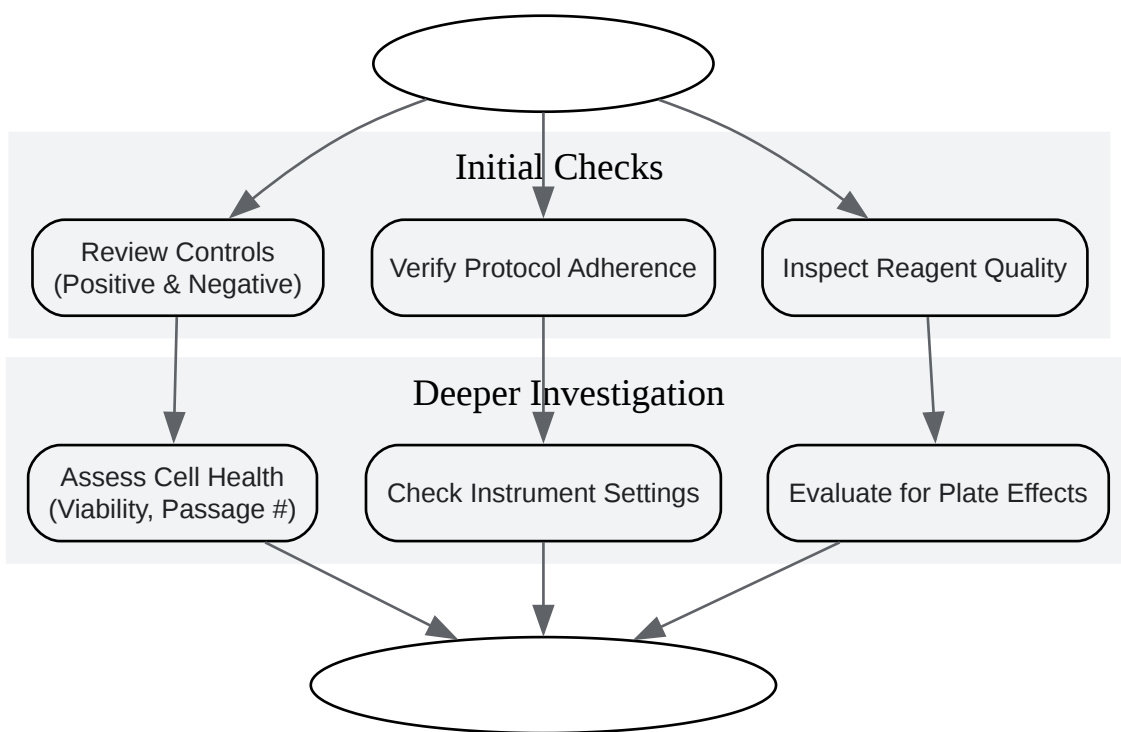 Initial Checks
Review Controls
(Positive & Negative)
Verify Protocol Adherence
Inspect Reagent Quality
Deeper Investigation
Assess Cell Health
(Viability, Passage #)
Check Instrument Settings
Evaluate for Plate Effects